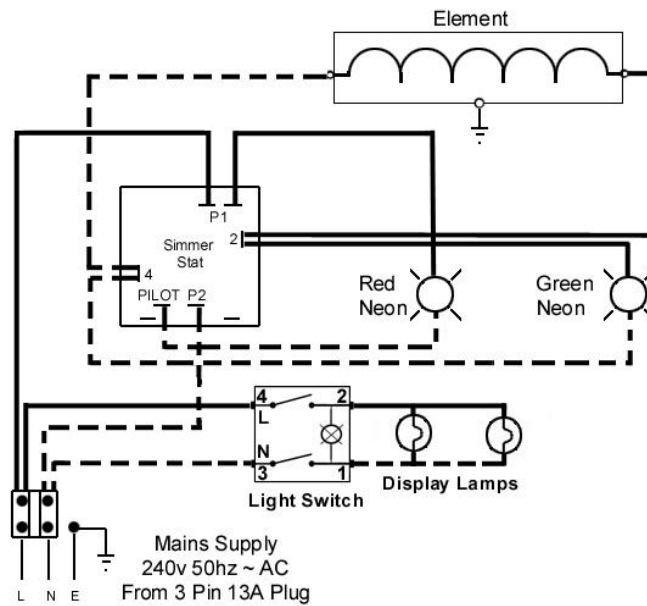 Element
P1
2
Simmer
Stat
4
PILOT P2
Red
Neon
Green
Neon
4 2
L
N
3 1
Light Switch
Display Lamps
Mains Supply
240v 50hz ~ AC
From 3 Pin 13A Plug
L N E